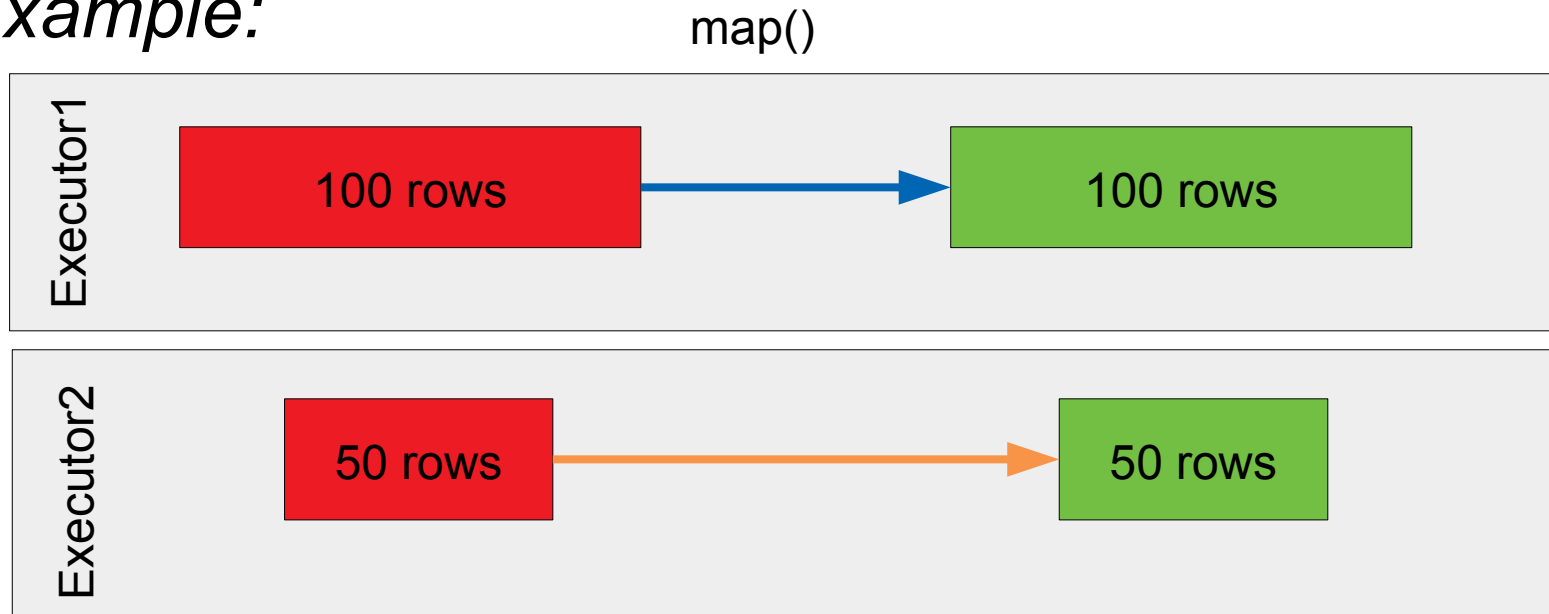 xample:
map()
Executor1
100 rows
100 rows
Executor2
50 rows
50 rows